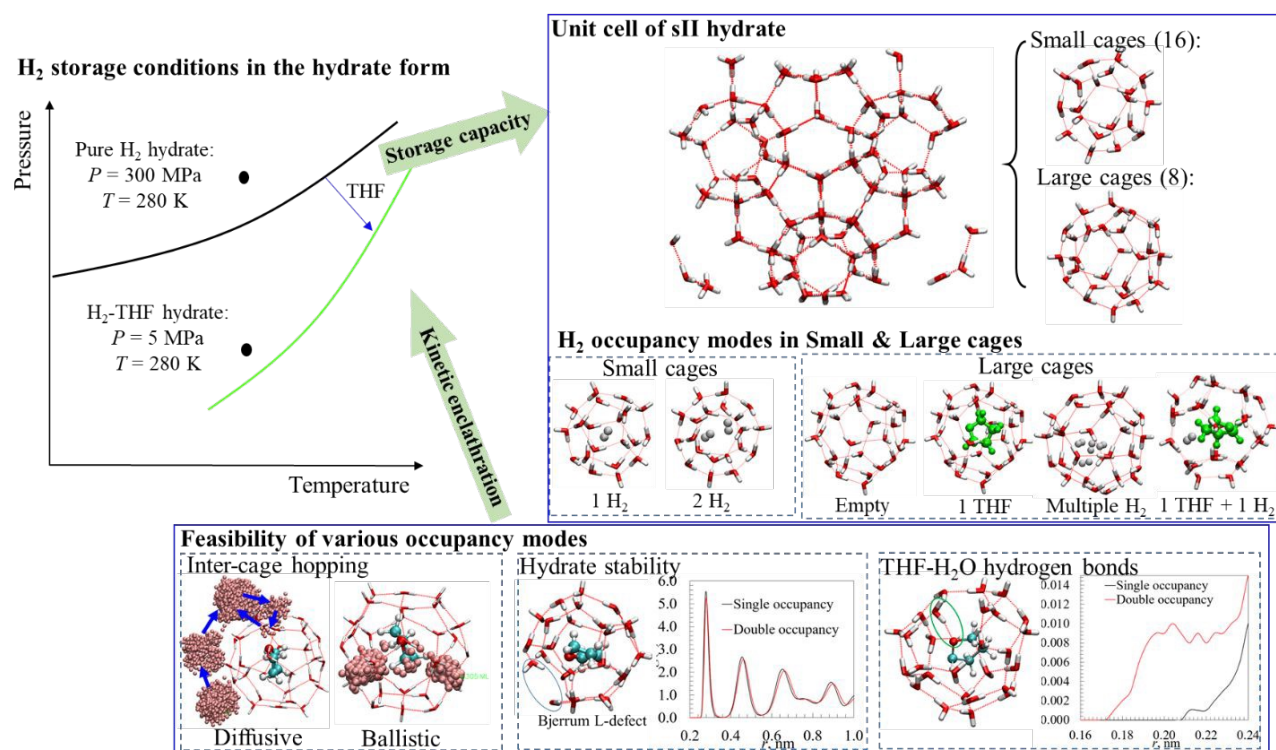 H₂ storage conditions in the hydrate form
Pressure
Pure H₂ hydrate:
P = 300 MPa
T = 280 K
THF
H₂-THF hydrate:
P = 5 MPa
T = 280 K
Temperature
Storage capacity
Kinetic enclathration
Unit cell of sII hydrate
Small cages (16):
Large cages (8):
H₂ occupancy modes in Small & Large cages
Small cages
1 H₂
2 H₂
Large cages
Empty
1 THF
Multiple H₂
1 THF + 1 H₂
Feasibility of various occupancy modes
Inter-cage hopping
Diffusive
Ballistic
Hydrate stability
Bjerrum L-defect
6.0
5.0
4.0
3.0
2.0
1.0
0.0
Single occupancy
Double occupancy
0.2 0.4 0.6 0.8 1.0
r, nm
THF-H₂O hydrogen bonds
0.014
0.012
0.010
0.008
0.006
0.004
0.002
0.000
Single occupancy
Double occupancy
0.16 0.18 0.20 0.22 0.24
nm